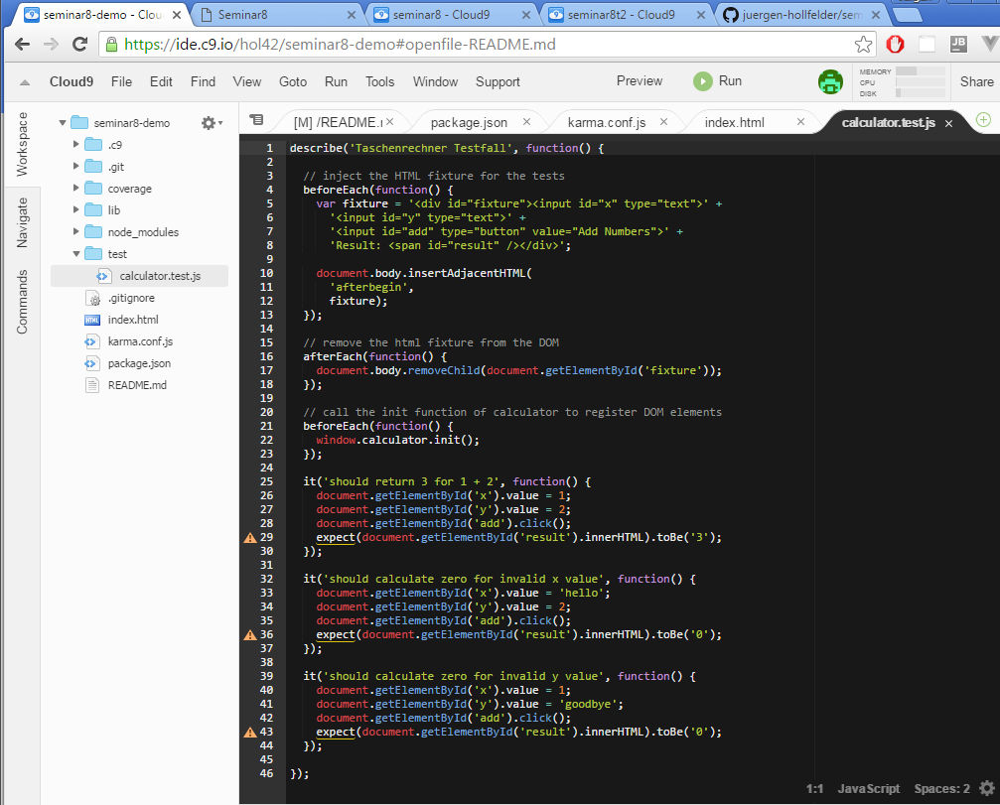 seminar8-demo - Clou
Seminar8
seminar8 - Cloud9
seminar8t2 - Cloud9
juergen-hollfelder/sem
https://ide.c9.io/hol42/seminar8-demo#openfile-README.md
JB
Cloud9 File Edit Find View Goto Run Tools Window Support Preview Run
MEMORY
CPU
DISK
Share
Workspace
Navigate
Commands
seminar8-demo
.c9
.git
coverage
lib
node_modules
test
calculator.test.js
.gitignore
HTML index.html
karma.conf.js
package.json
README.md
[M] /README.r
package.json
karma.conf.js
index.html
calculator.test.js
1 describe('Taschenrechner Testfall', function() {
2
3 // inject the HTML fixture for the tests
4 beforeEach(function() {
5 var fixture = '<div id="fixture"><input id="x" type="text">' +
6 '<input id="y" type="text">' +
7 '<input id="add" type="button" value="Add Numbers">' +
8 'Result: <span id="result" /></div>';
9
10 document.body.insertAdjacentHTML(
11 'afterbegin',
12 fixture);
13 });
14
15 // remove the html fixture from the DOM
16 afterEach(function() {
17 document.body.removeChild(document.getElementById('fixture'));
18 });
19
20 // call the init function of calculator to register DOM elements
21 beforeEach(function() {
22 window.calculator.init();
23 });
24
25 it('should return 3 for 1 + 2', function() {
26 document.getElementById('x').value = 1;
27 document.getElementById('y').value = 2;
28 document.getElementById('add').click();
29 expect(document.getElementById('result').innerHTML).toBe('3');
30 });
31
32 it('should calculate zero for invalid x value', function() {
33 document.getElementById('x').value = 'hello';
34 document.getElementById('y').value = 2;
35 document.getElementById('add').click();
36 expect(document.getElementById('result').innerHTML).toBe('0');
37 });
38
39 it('should calculate zero for invalid y value', function() {
40 document.getElementById('x').value = 1;
41 document.getElementById('y').value = 'goodbye';
42 document.getElementById('add').click();
43 expect(document.getElementById('result').innerHTML).toBe('0');
44 });
45
46 });
1:1 JavaScript Spaces: 2